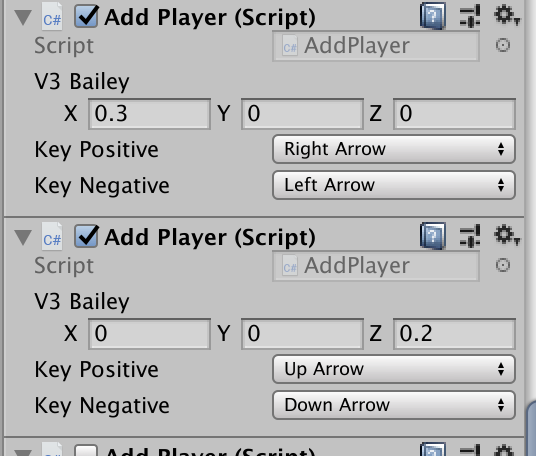 C# Add Player (Script)
Script C# AddPlayer
V3 Bailey
X 0.3 Y 0 Z 0
Key Positive Right Arrow
Key Negative Left Arrow
C# Add Player (Script)
Script C# AddPlayer
V3 Bailey
X 0 Y 0 Z 0.2
Key Positive Up Arrow
Key Negative Down Arrow
C# Add Player (Script)